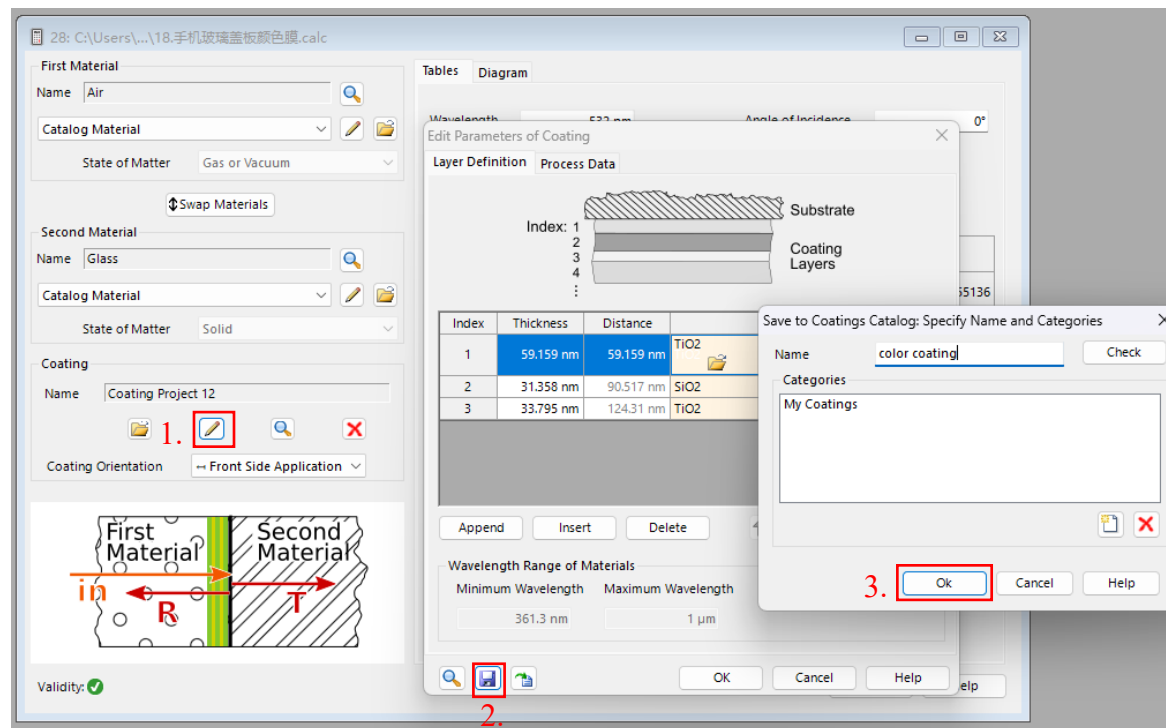 28: C:\Users\...\18.手机玻璃盖板颜色膜.calc
First Material
Name Air
Catalog Material
State of Matter Gas or Vacuum
Swap Materials
Second Material
Name Glass
Catalog Material
State of Matter Solid
Coating
Name Coating Project 12
1.
Coating Orientation Front Side Application
First Material
Second Material
in
R
T
Validity:
Tables Diagram
Wavelength 532 nm Angle of Incidence 0°
55136
Edit Parameters of Coating
Layer Definition Process Data
Substrate
Index: 1
2
3
4
⋮
Coating
Layers
Index Thickness Distance
1 59.159 nm 59.159 nm TiO2
2 31.358 nm 90.517 nm SiO2
3 33.795 nm 124.31 nm TiO2
Append Insert Delete
Wavelength Range of Materials
Minimum Wavelength Maximum Wavelength
361.3 nm 1 µm
OK Cancel Help
elp
2.
Save to Coatings Catalog: Specify Name and Categories
Name color coating Check
Categories
My Coatings
3. Ok Cancel Help